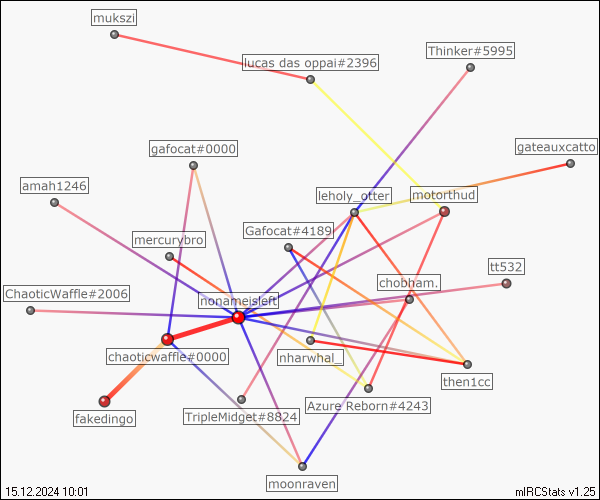 mukszi
Thinker#5995
lucas das oppai#2396
gafocat#0000
gateauxcatto
amah1246
leholy_otter
motorthud
Gafocat#4189
mercurybro
tt532
chobham.
ChaoticWaffle#2006
nonameisleft
chaoticwaffle#0000
nharwhal_
then1cc
Azure Reborn#4243
fakedingo
TripleMidget#8824
moonraven
15.12.2024 10:01
mIRCStats v1.25